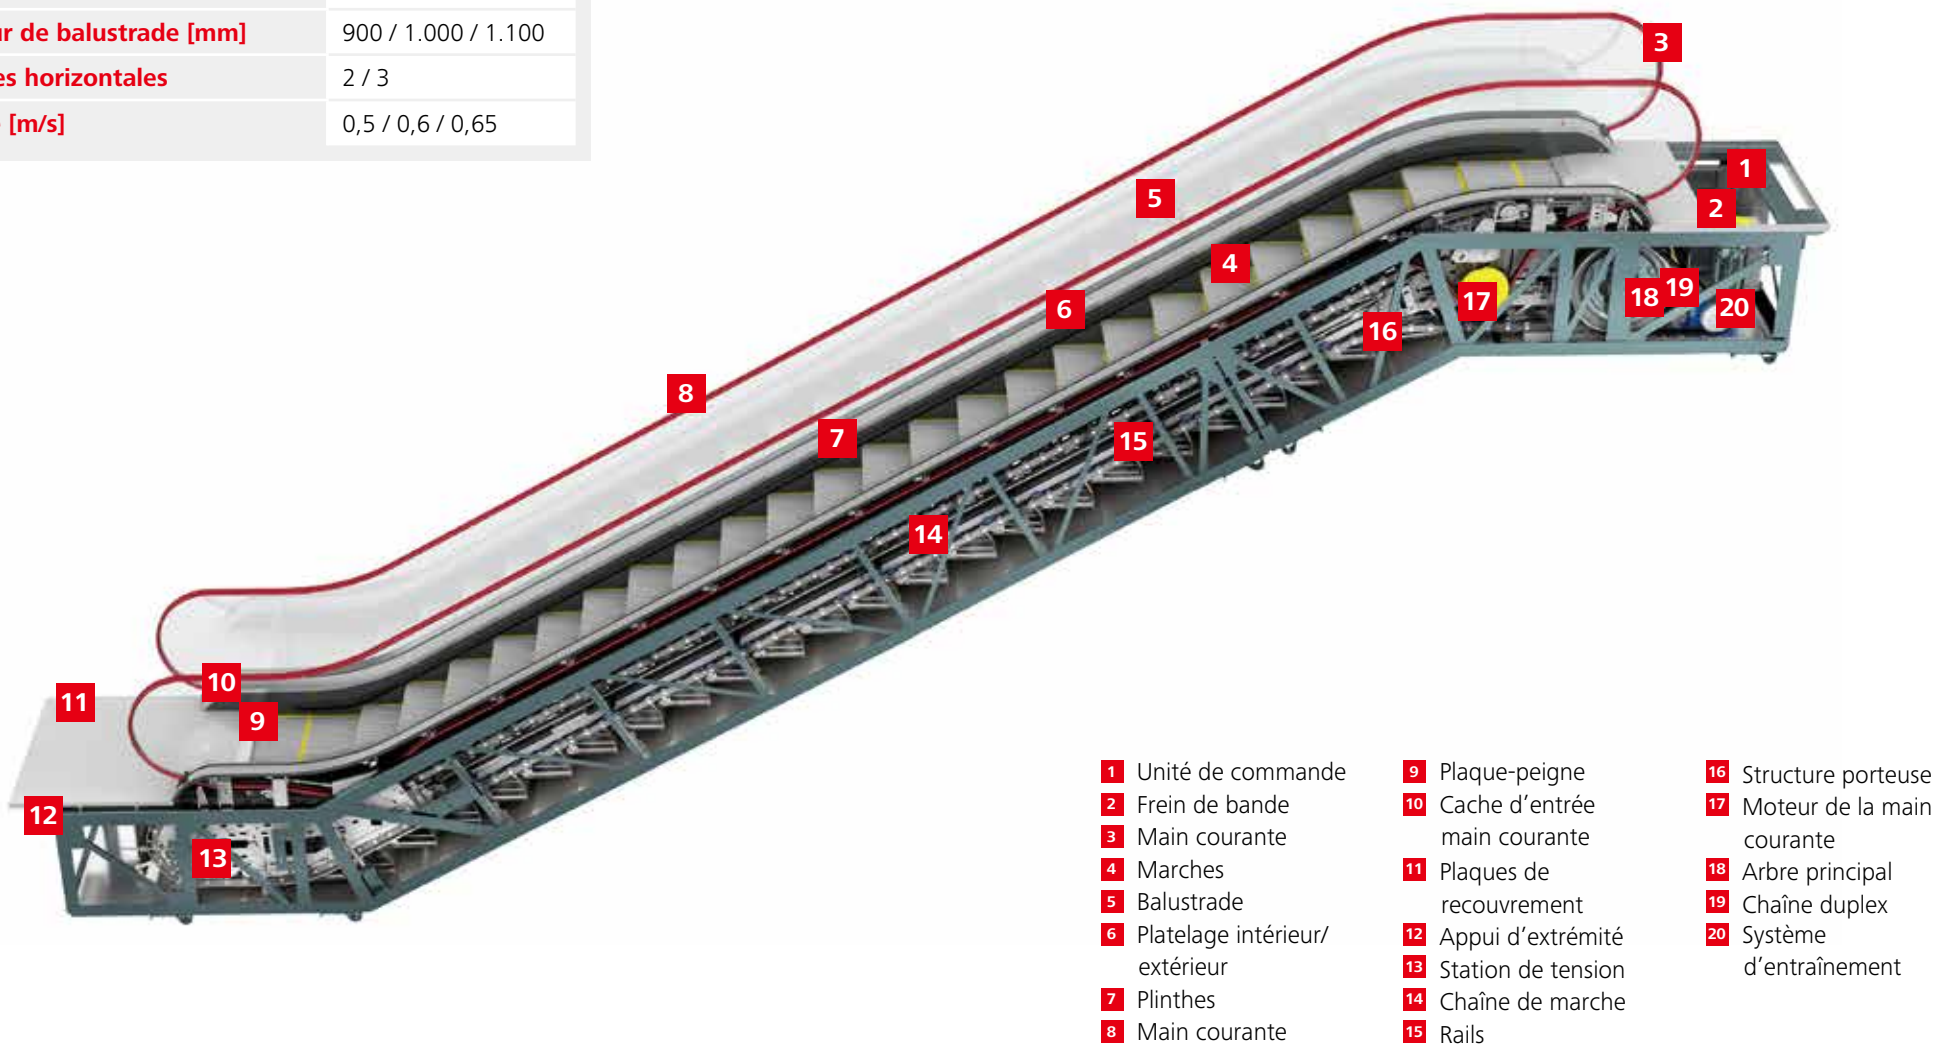 ur de balustrade [mm] 900 / 1.000 / 1.100
es horizontales 2 / 3
[m/s] 0,5 / 0,6 / 0,65
3
1
5
2
4
19
17
18
6
20
16
8
7
15
14
10
11
9
12
13
1 Unité de commande
2 Frein de bande
3 Main courante
4 Marches
5 Balustrade
6 Platelage intérieur/
extérieur
7 Plinthes
8 Main courante
9 Plaque-peigne
10 Cache d’entrée
main courante
11 Plaques de
recouvrement
12 Appui d’extrémité
13 Station de tension
14 Chaîne de marche
15 Rails
16 Structure porteuse
17 Moteur de la main
courante
18 Arbre principal
19 Chaîne duplex
20 Système
d’entraînement